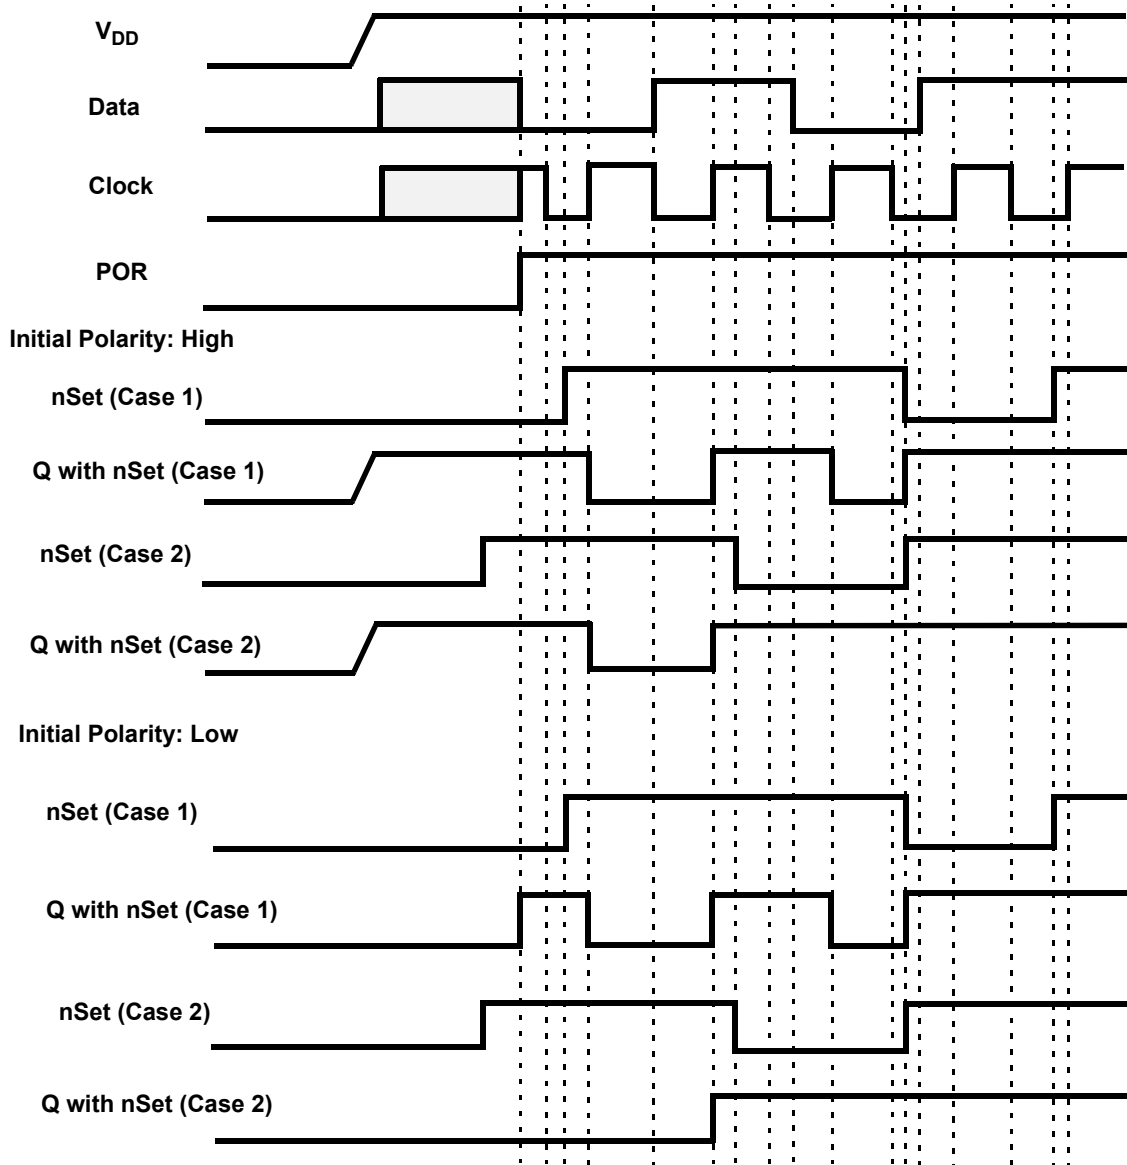 VDD
Data
Clock
POR
Initial Polarity: High
nSet (Case 1)
Q with nSet (Case 1)
nSet (Case 2)
Q with nSet (Case 2)
Initial Polarity: Low
nSet (Case 1)
Q with nSet (Case 1)
nSet (Case 2)
Q with nSet (Case 2)